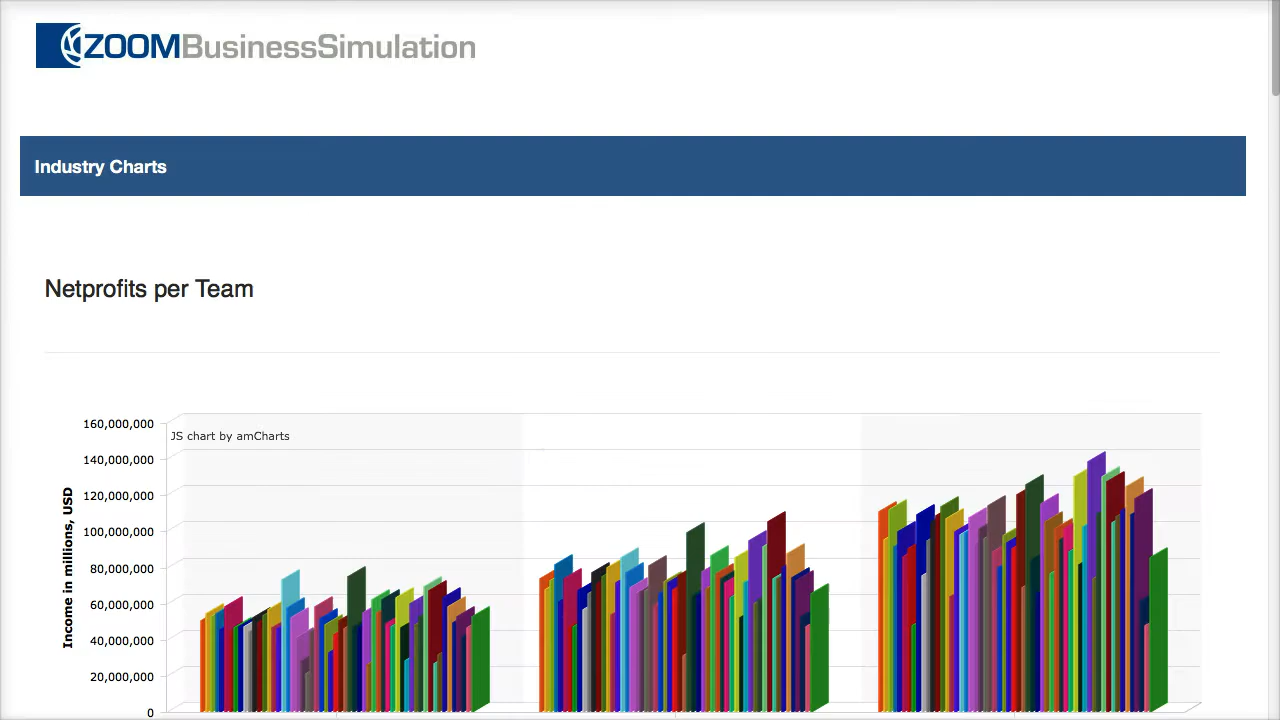 ZOOMBusinessSimulation
Industry Charts
Netprofits per Team
160,000,000
JS chart by amCharts
140,000,000
120,000,000
100,000,000
80,000,000
60,000,000
40,000,000
20,000,000
0
Income in millions, USD